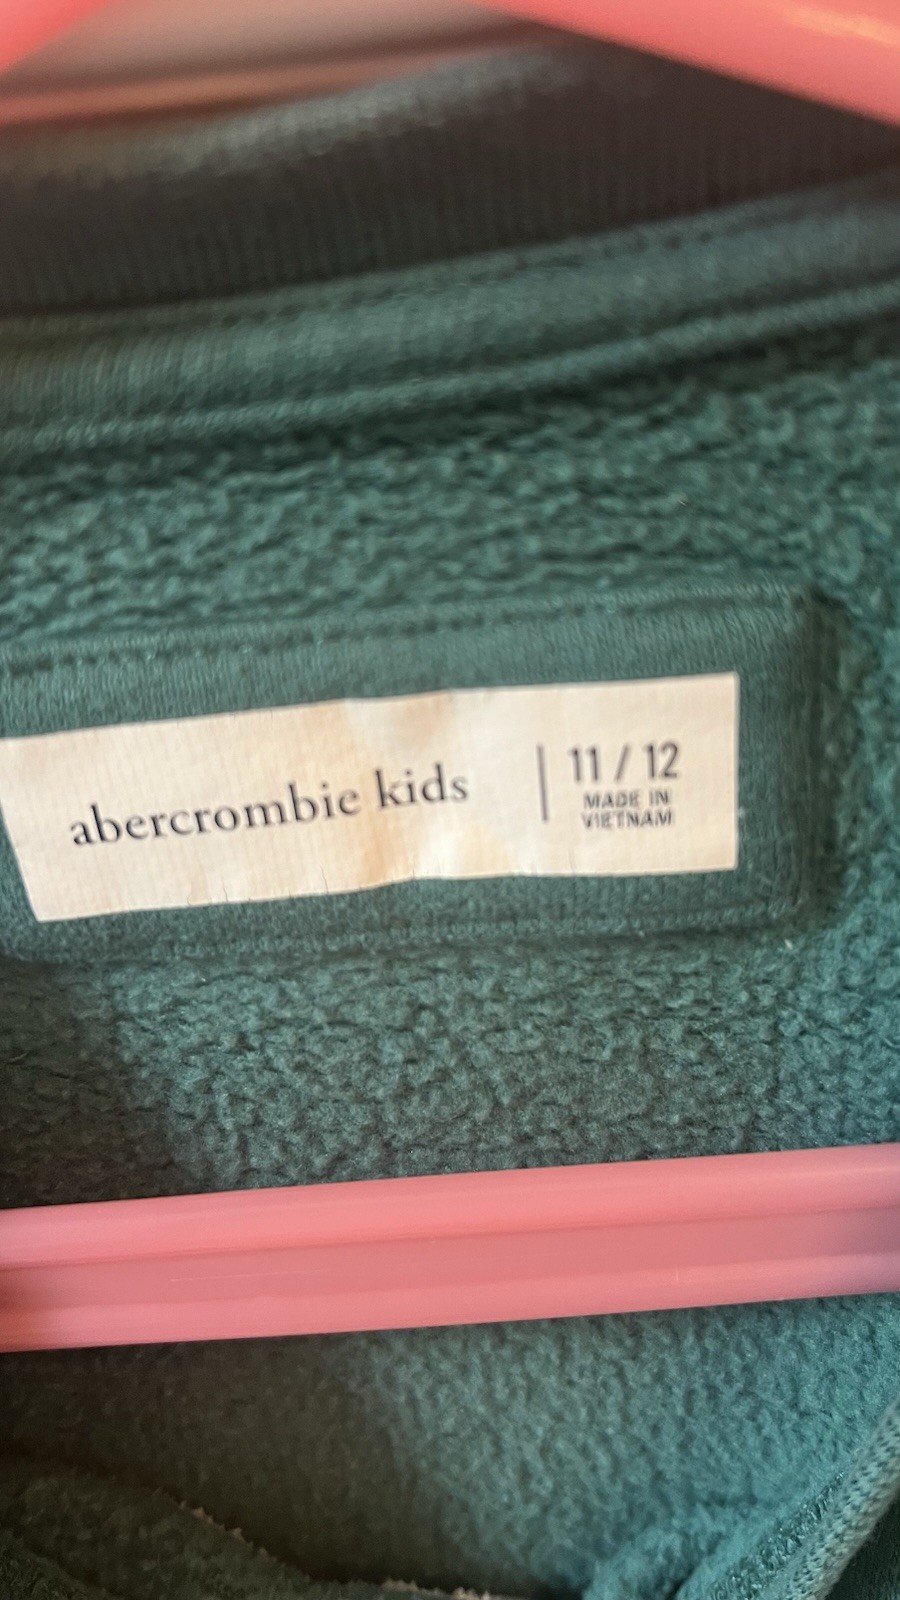 abercrombie kids
11 / 12
MADE IN
VIETNAM